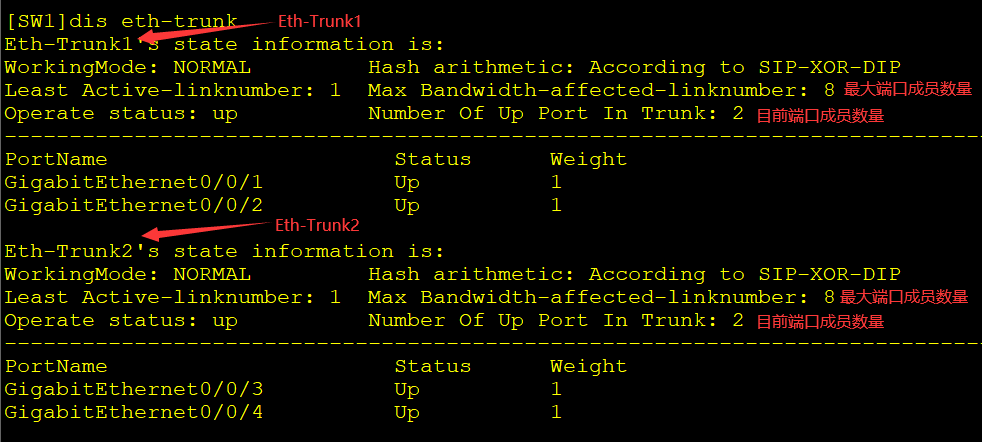 [SW1]dis eth-trunk Eth-Trunk1
Eth-Trunk1's state information is:
WorkingMode: NORMAL Hash arithmetic: According to SIP-XOR-DIP
Least Active-linknumber: 1 Max Bandwidth-affected-linknumber: 8 最大端口成员数量
Operate status: up Number Of Up Port In Trunk: 2 目前端口成员数量
--------------------------------------------------------------------------------
PortName Status Weight
GigabitEthernet0/0/1 Up 1
GigabitEthernet0/0/2 Up 1
Eth-Trunk2
Eth-Trunk2's state information is:
WorkingMode: NORMAL Hash arithmetic: According to SIP-XOR-DIP
Least Active-linknumber: 1 Max Bandwidth-affected-linknumber: 8 最大端口成员数量
Operate status: up Number Of Up Port In Trunk: 2 目前端口成员数量
--------------------------------------------------------------------------------
PortName Status Weight
GigabitEthernet0/0/3 Up 1
GigabitEthernet0/0/4 Up 1